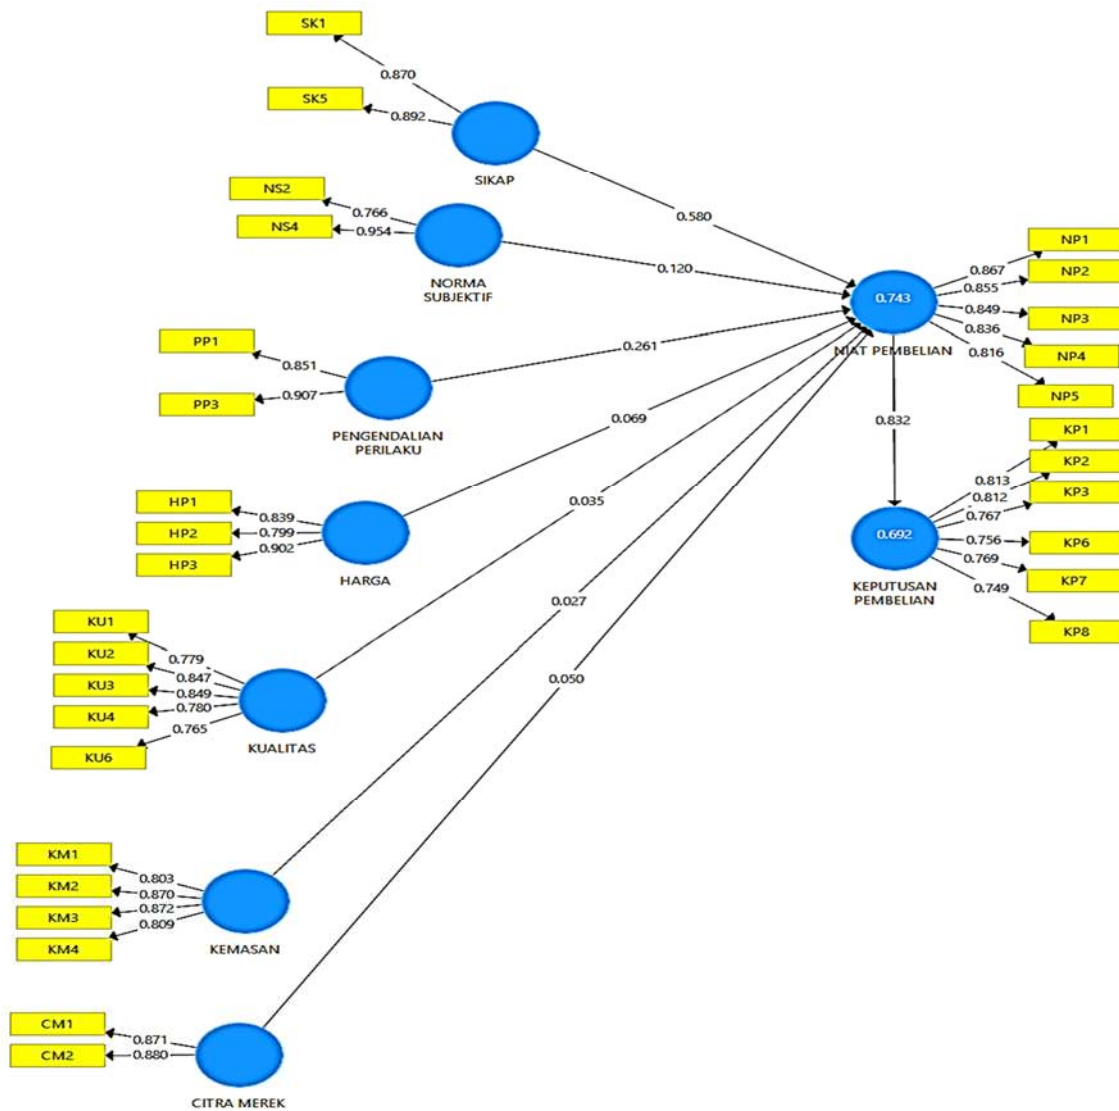 SK1
0.870
SK5
0.892
SIKAP
0.580
NS2
0.766
NS4
0.954
NORMA
SUBJEKTIF
0.120
PP1
0.851
PP3
0.907
PENGENDALIAN
PERILAKU
0.261
HP1
0.839
HP2
0.799
HP3
0.902
HARGA
0.069
KU1
0.779
KU2
0.847
KU3
0.849
KU4
0.780
KU6
0.765
KUALITAS
0.035
KM1
0.803
KM2
0.870
KM3
0.872
KM4
0.809
KEMASAN
0.027
CM1
0.871
CM2
0.880
CITRA MEREK
0.050
0.743
NIAT PEMBELIAN
NP1
0.867
NP2
0.855
NP3
0.849
NP4
0.836
NP5
0.816
0.832
0.692
KEPUTUSAN
PEMBELIAN
KP1
0.813
KP2
0.812
KP3
0.767
KP6
0.756
KP7
0.769
KP8
0.749